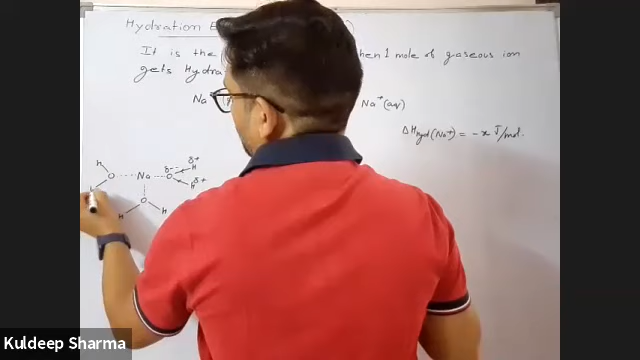 Hydration
It is the when 1 mole of gaseous ion
gets Hydra
Na⁺ Na⁺(aq)
ΔHhyd(Na⁺) = -x J/mol.
H δ⁺
O Na δ⁻ O H
H δ⁺
O
H H
Kuldeep Sharma